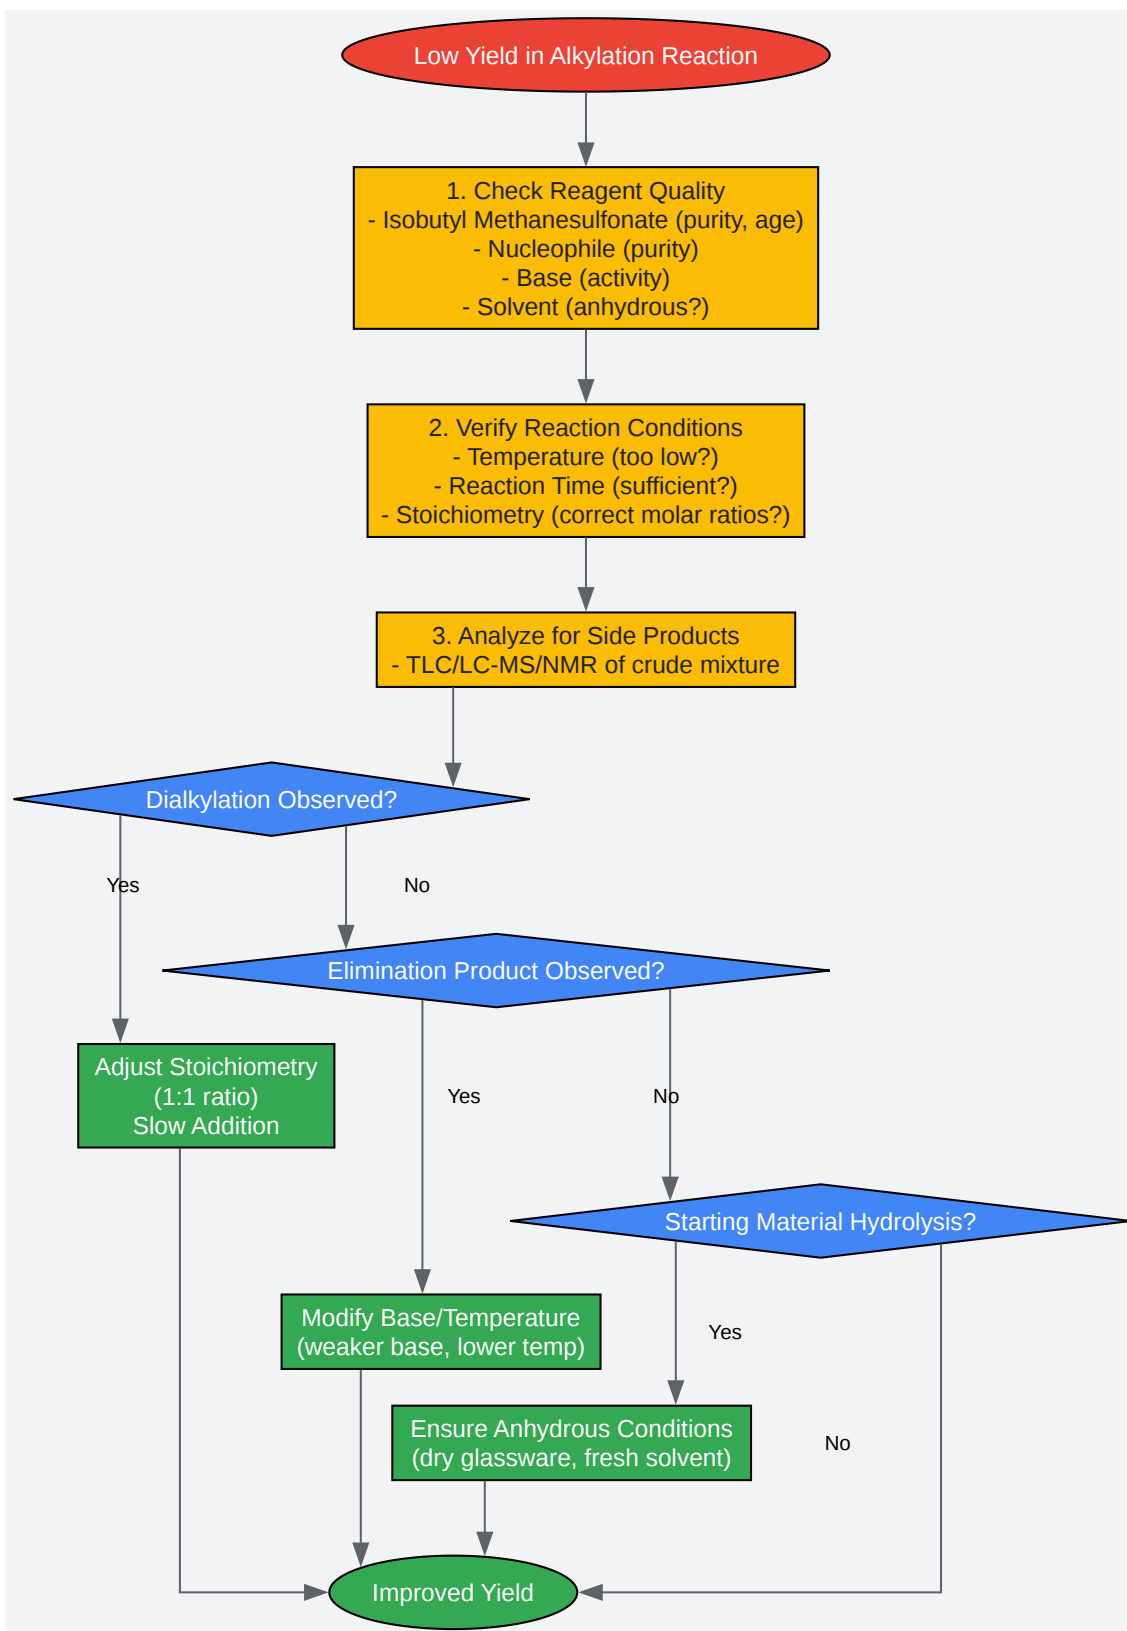 Low Yield in Alkylation Reaction
1. Check Reagent Quality
- Isobutyl Methanesulfonate (purity, age)
- Nucleophile (purity)
- Base (activity)
- Solvent (anhydrous?)
2. Verify Reaction Conditions
- Temperature (too low?)
- Reaction Time (sufficient?)
- Stoichiometry (correct molar ratios?)
3. Analyze for Side Products
- TLC/LC-MS/NMR of crude mixture
Dialkylation Observed?
Yes
No
Elimination Product Observed?
Adjust Stoichiometry
(1:1 ratio)
Slow Addition
Yes
No
Starting Material Hydrolysis?
Modify Base/Temperature
(weaker base, lower temp)
Yes
Ensure Anhydrous Conditions
(dry glassware, fresh solvent)
No
Improved Yield